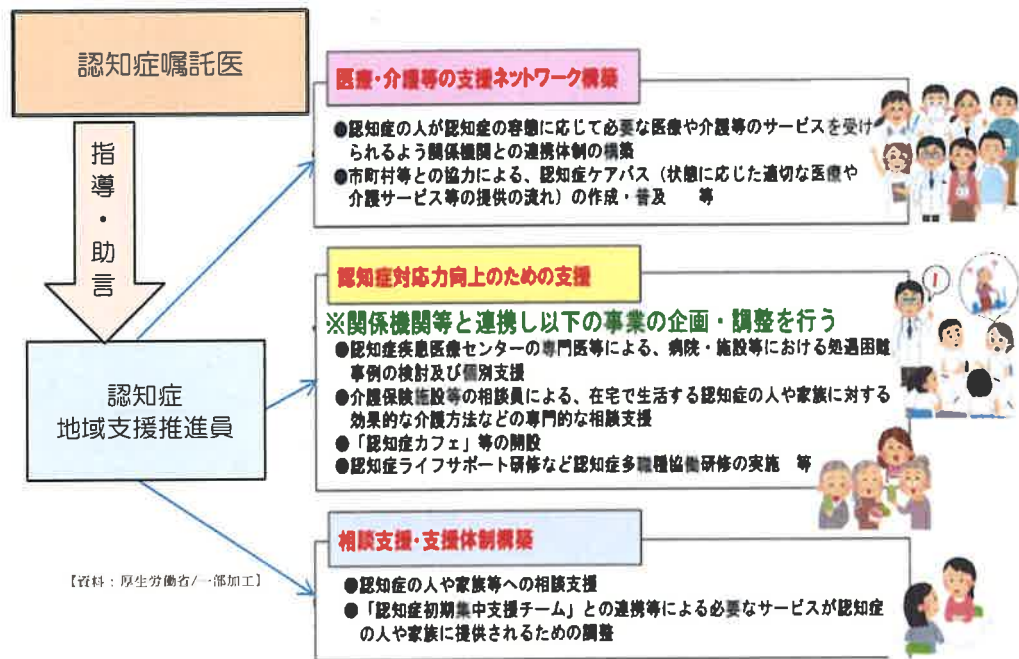 認知症嘱託医
指導・助言
認知症
地域支援推進員
【資料：厚生労働省/一部加工】
医療・介護等の支援ネットワーク構築
●認知症の人が認知症の容態に応じて必要な医療や介護等のサービスを受け
られるよう関係機関との連携体制の構築
●市町村等との協力による、認知症ケアパス（状態に応じた適切な医療や
介護サービス等の提供の流れ）の作成・普及　等
認知症対応力向上のための支援
※関係機関等と連携し以下の事業の企画・調整を行う
●認知症疾患医療センターの専門医等による、病院・施設等における処遇困難
事例の検討及び個別支援
●介護保険施設等の相談員による、在宅で生活する認知症の人や家族に対する
効果的な介護方法などの専門的な相談支援
●「認知症カフェ」等の開設
●認知症ライフサポート研修など認知症多職種協働研修の実施　等
!
相談支援・支援体制構築
●認知症の人や家族等への相談支援
●「認知症初期集中支援チーム」との連携等による必要なサービスが認知症
の人や家族に提供されるための調整